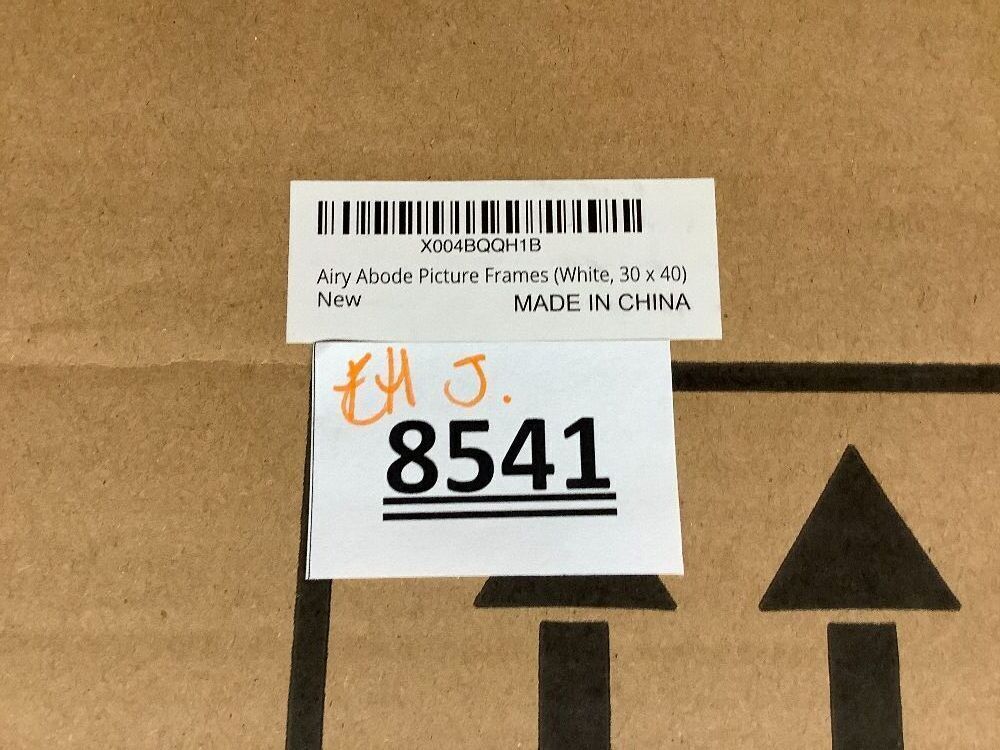 X004BQQH1B
Airy Abode Picture Frames (White, 30 x 40)
New MADE IN CHINA
J.
8541